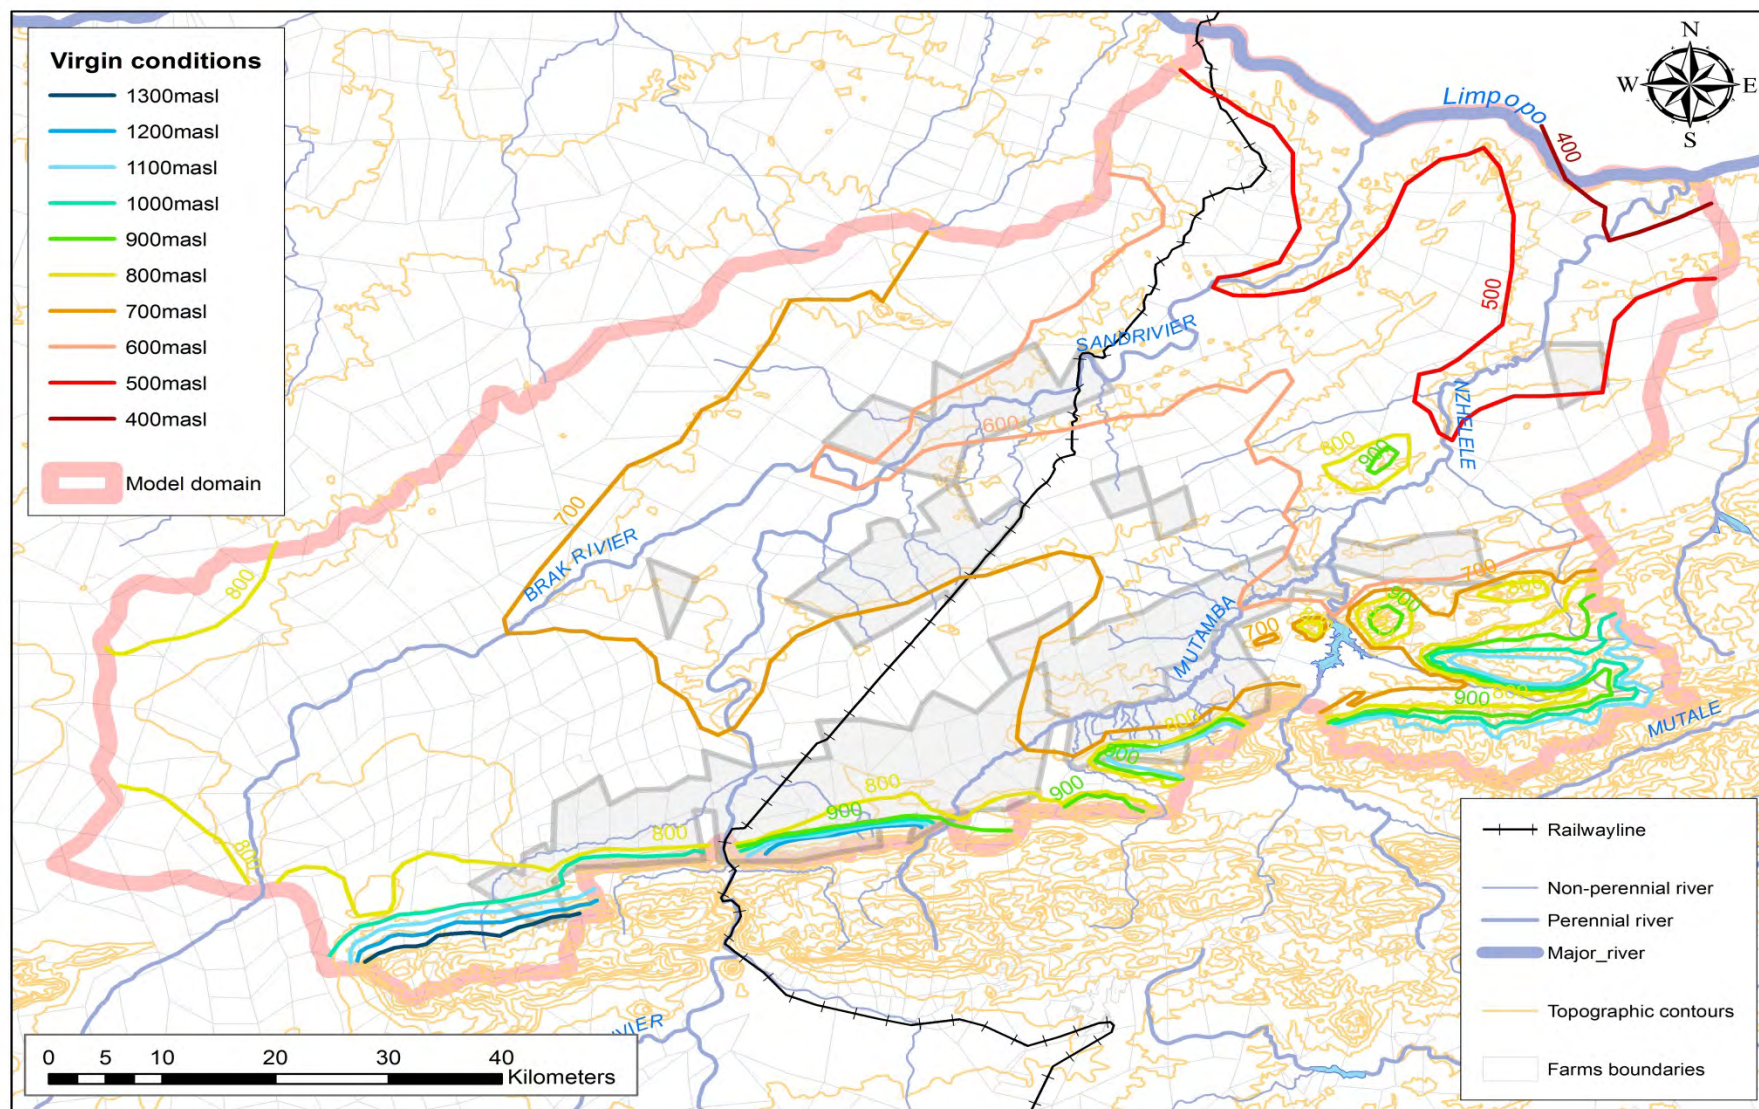 Virgin conditions
1300masl
1200masl
1100masl
1000masl
900masl
800masl
700masl
600masl
500masl
400masl
Model domain
N
W E
S
Limpopo
400
500
SANDRIVIER
600
NZHELELE
800
900
700
BRAK RIVIER
800
700
800
900
MUTAMBA
700
800
900
MUTALE
800
900
800
900
900
800
800
Railwayline
Non-perennial river
Perennial river
Major_river
Topographic contours
Farms boundaries
IVIER
0 5 10 20 30 40
Kilometers